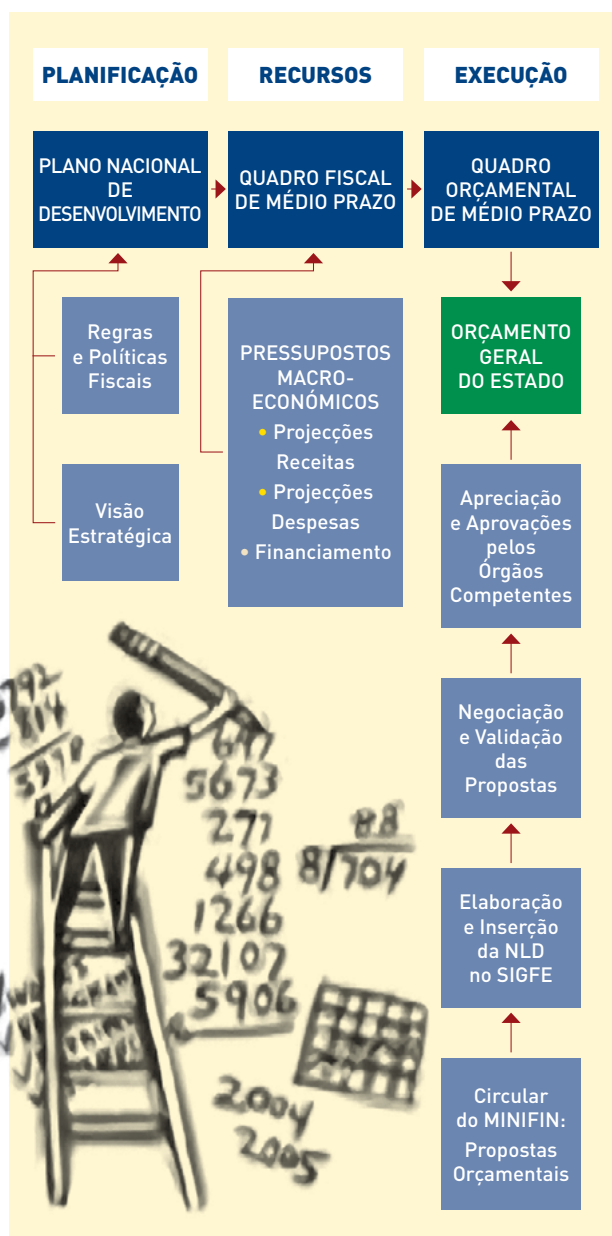 PLANIFICAÇÃO
RECURSOS
EXECUÇÃO
PLANO NACIONAL
DE
DESENVOLVIMENTO
QUADRO FISCAL
DE MÉDIO PRAZO
QUADRO
ORÇAMENTAL
DE MÉDIO PRAZO
Regras
e Políticas
Fiscais
Visão
Estratégica
PRESSUPOSTOS
MACRO-
ECONÓMICOS
• Projecções
Receitas
• Projecções
Despesas
• Financiamento
ORÇAMENTO
GERAL
DO ESTADO
Apreciação
e Aprovações
pelos
Órgãos
Competentes
Negociação
e Validação
das
Propostas
Elaboração
e Inserção
da NLD
no SIGFE
Circular
do MINIFIN:
Propostas
Orçamentais
5673
271
498
1266
32107
5906
88
8/704
2004
2005